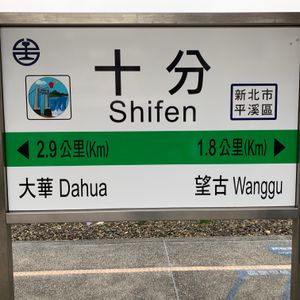 十分
Shifen
新北市
平溪區
2.9公里(Km)
1.8公里(Km)
大華 Dahua
望古 Wanggu